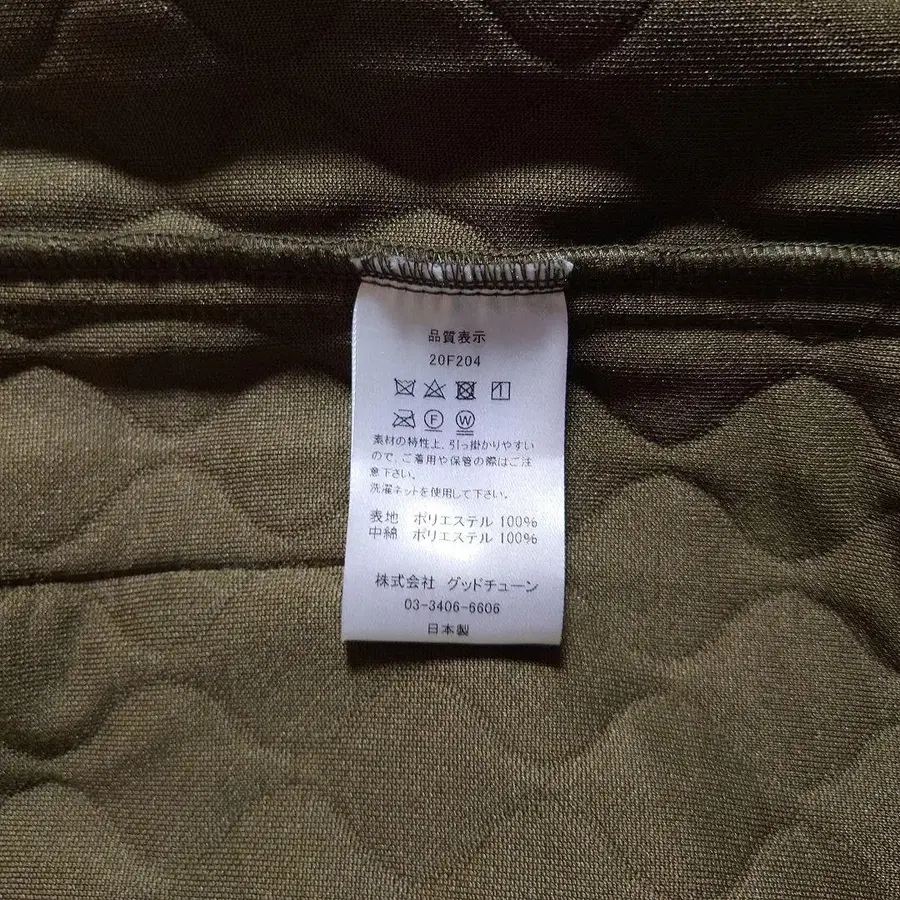 品質表示
20F204
F W
素材の特性上、引っ掛かりやすい
ので、ご着用や保管の際はご注
意下さい。
洗濯ネットを使用して下さい。
表地 ポリエステル 100%
中綿 ポリエステル 100%
株式会社 グッドチューン
03-3406-6606
日本製